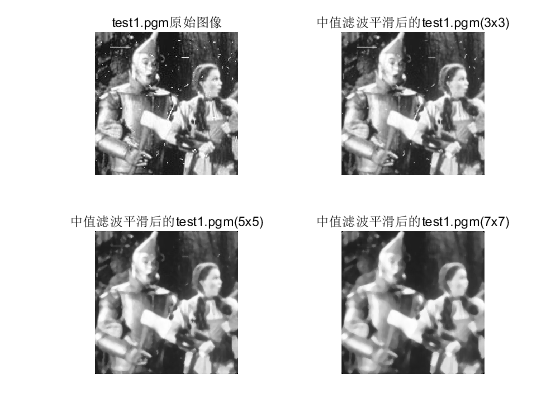 test1.pgm原始图像
中值滤波平滑后的test1.pgm(3x3)
中值滤波平滑后的test1.pgm(5x5)
中值滤波平滑后的test1.pgm(7x7)